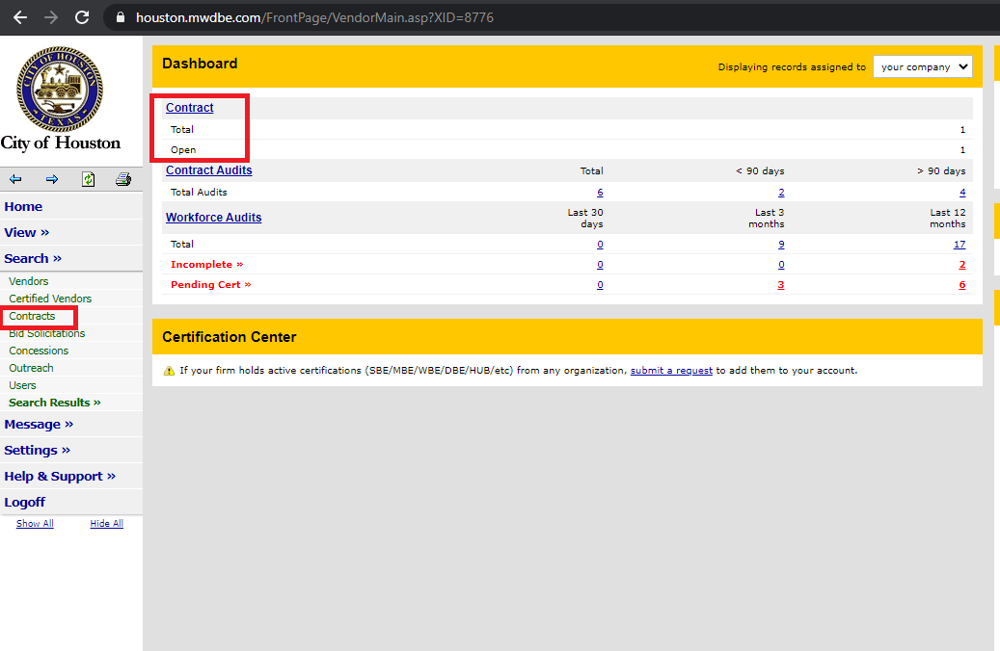 houston.mwdbe.com/FrontPage/VendorMain.asp?XID=8776
CITY OF HOUSTON
TEXAS
City of Houston
Home
View »
Search »
Vendors
Certified Vendors
Contracts
Bid Solicitations
Concessions
Outreach
Users
Search Results »
Message »
Settings »
Help & Support »
Logoff
Show All Hide All
Dashboard Displaying records assigned to your company
Contract
Total 1
Open 1
Contract Audits Total < 90 days > 90 days
Total Audits 6 2 4
Workforce Audits Last 30 days Last 3 months Last 12 months
Total 0 9 17
Incomplete » 0 0 2
Pending Cert » 0 3 6
Certification Center
If your firm holds active certifications (SBE/MBE/WBE/DBE/HUB/etc) from any organization, submit a request to add them to your account.